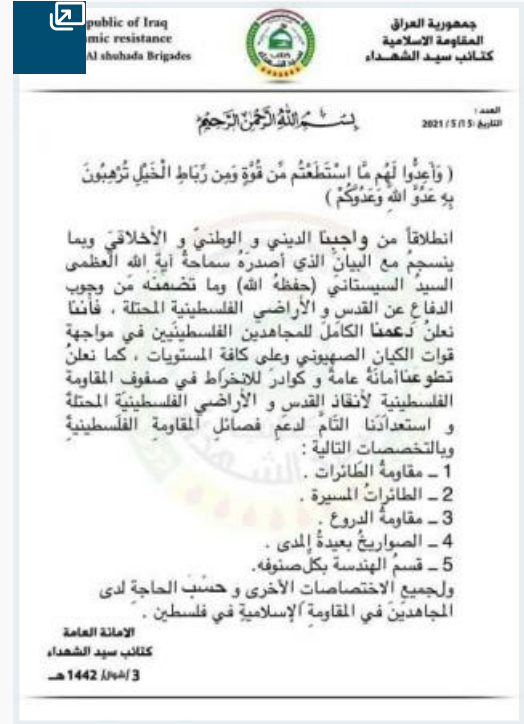 public of Iraq
mic resistance
Al shuhada Brigades
جمهورية العراق
المقاومة الاسلامية
كتائب سيد الشهداء
العدد :
التاريخ : 15 / 5 / 2021
بسم الله الرحمن الرحيم
( وَأَعِدُّوا لَهُم مَّا اسْتَطَعْتُم مِّن قُوَّةٍ وَمِن رِّبَاطِ الْخَيْلِ تُرْهِبُونَ
بِهِ عَدُوَّ اللَّهِ وَعَدُوَّكُمْ )
انطلاقاً من واجبنا الديني و الوطني و الأخلاقي وبما
ينسجمُ مع البيانِ الذي أصدرهُ سماحةُ آيةِ الله العظمى
السيدُ السيستاني (حفظهُ الله) وما تضمنَه من وجوب
الدفاعِ عن القدسِ و الأراضي الفلسطينية المحتلة ، فأننا
نعلنُ دَعمنا الكاملَ للمجاهدين الفلسطينيين في مواجهة
قوات الكيان الصهيوني وعلى كافة المستويات ، كما نعلنُ
تطوعنا أمانةً عامةً و كوادرَ للانخراط في صفوف المقاومة
الفلسطينية لأنقاذ القدس و الأراضي الفلسطينية المحتلة
و استعدادَنا التامَّ لدعم فصائل المقاومة الفلسطينية
وبالتخصصات التالية :
1 ـ مقاومةُ الطائرات .
2 ـ الطائراتُ المسيرة .
3 ـ مقاومةُ الدروع .
4 ـ الصواريخُ بعيدةُ المدى .
5 ـ قسمُ الهندسة بكل صنوفه.
ولجميع الاختصاصات الأخرى و حسب الحاجة لدى
المجاهدين في المقاومة الإسلامية في فلسطين .
الامانة العامة
كتائب سيد الشهداء
3 /شوال/ 1442 هـ